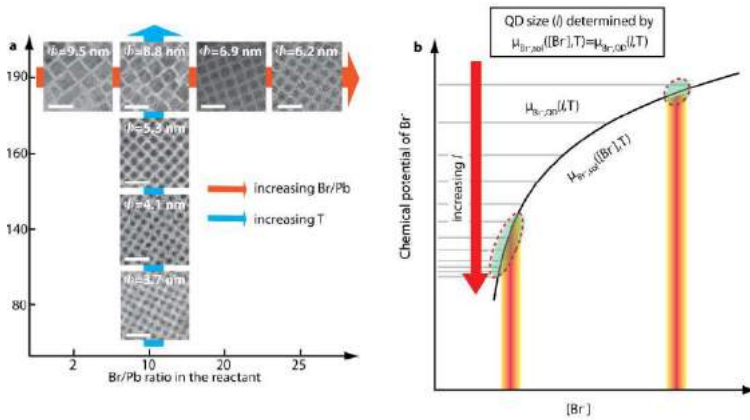 a
⟨l⟩=9.5 nm
⟨l⟩=8.8 nm
⟨l⟩=6.9 nm
⟨l⟩=6.2 nm
190
⟨l⟩=5.3 nm
160
⟨l⟩=4.1 nm
140
⟨l⟩=3.7 nm
80
increasing Br/Pb
increasing T
2
10
20
25
Br/Pb ratio in the reactant
b
QD size (l) determined by
μBr,sol([Br],T)=μBr,QD(l,T)
μBr,QD(l,T)
μBr,sol([Br],T)
increasing l
Chemical potential of Br⁻
[Br⁻]